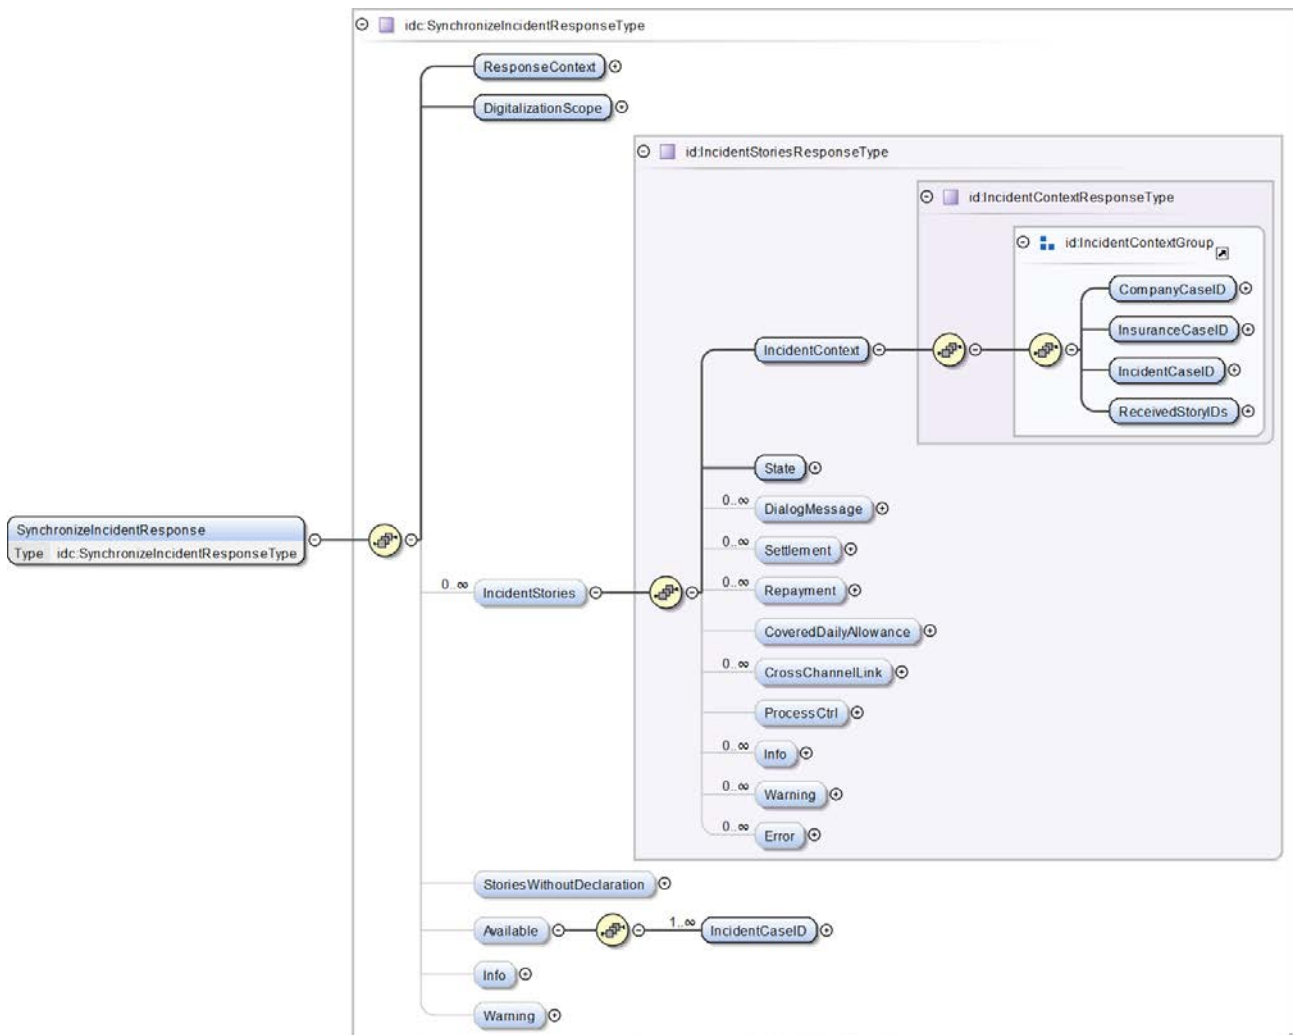 idc:SynchronizeIncidentResponseType
ResponseContext
DigitalizationScope
id:IncidentStoriesResponseType
id:IncidentContextResponseType
id:IncidentContextGroup
CompanyCaseID
InsuranceCaseID
IncidentContext
IncidentCaseID
ReceivedStoryIDs
State
0..∞
DialogMessage
SynchronizeIncidentResponse
Type idc:SynchronizeIncidentResponseType
0..∞
Settlement
0..∞
IncidentStories
0..∞
Repayment
CoveredDailyAllowance
0..∞
CrossChannelLink
ProcessCtrl
0..∞
Info
0..∞
Warning
0..∞
Error
StoriesWithoutDeclaration
Available
1..∞
IncidentCaseID
Info
Warning